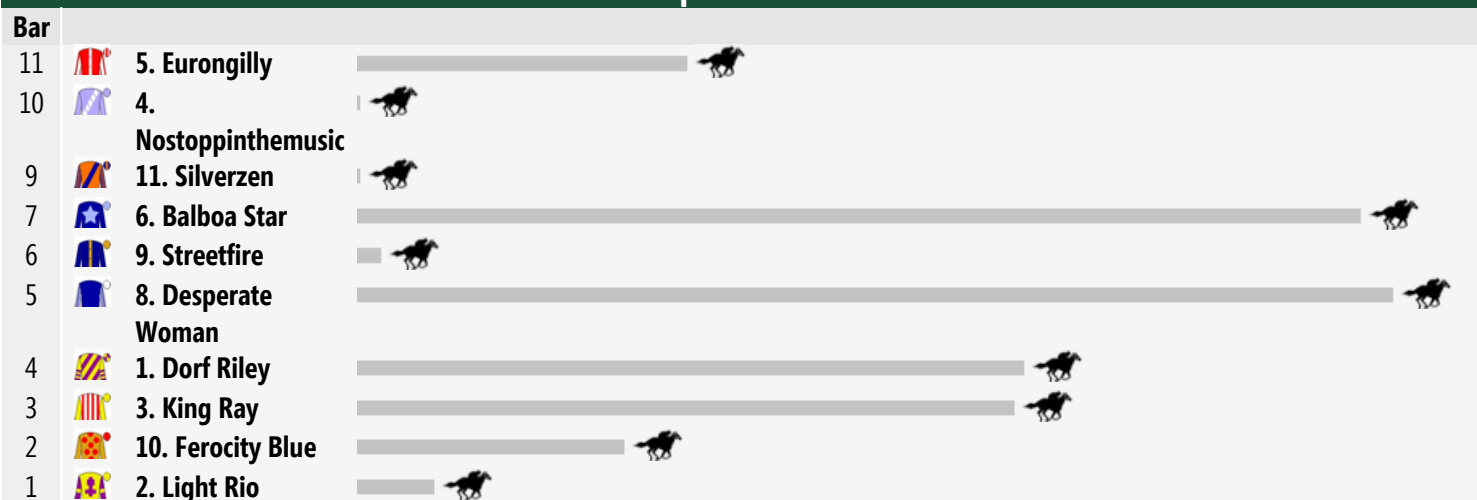 Bar
11 5. Eurongilly
10 4.
Nostoppinthemusic
9 11. Silverzen
7 6. Balboa Star
6 9. Streetfire
5 8. Desperate
Woman
4 1. Dorf Riley
3 3. King Ray
2 10. Ferocity Blue
1 2. Light Rio